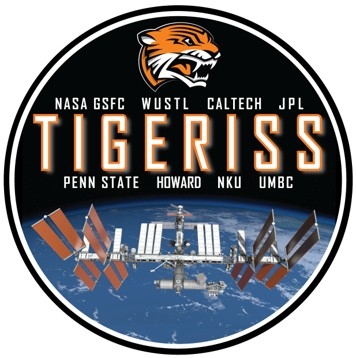 NASA GSFC WUSTL CALTECH JPL
TIGERISS
PENN STATE HOWARD NKU UMBC